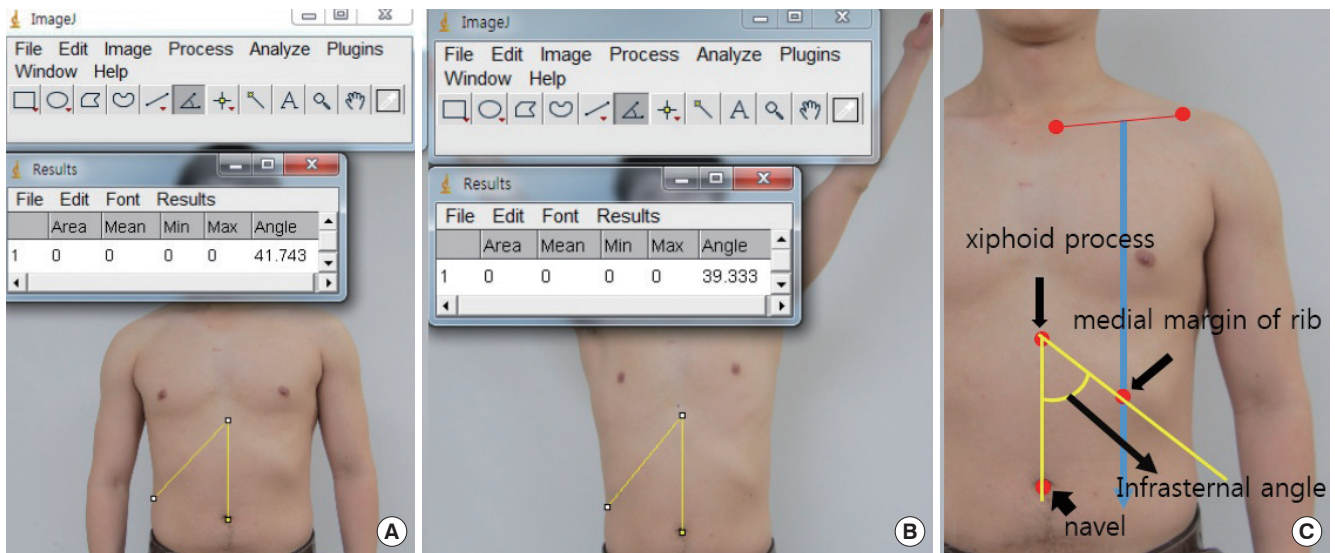 ImageJ
File Edit Image Process Analyze Plugins
Window Help
A
Results
File Edit Font Results
Area Mean Min Max Angle
1 0 0 0 0 41.743
A
ImageJ
File Edit Image Process Analyze Plugins
Window Help
A
Results
File Edit Font Results
Area Mean Min Max Angle
1 0 0 0 0 39.333
B
xiphoid process
medial margin of rib
Infrasternal angle
navel
C